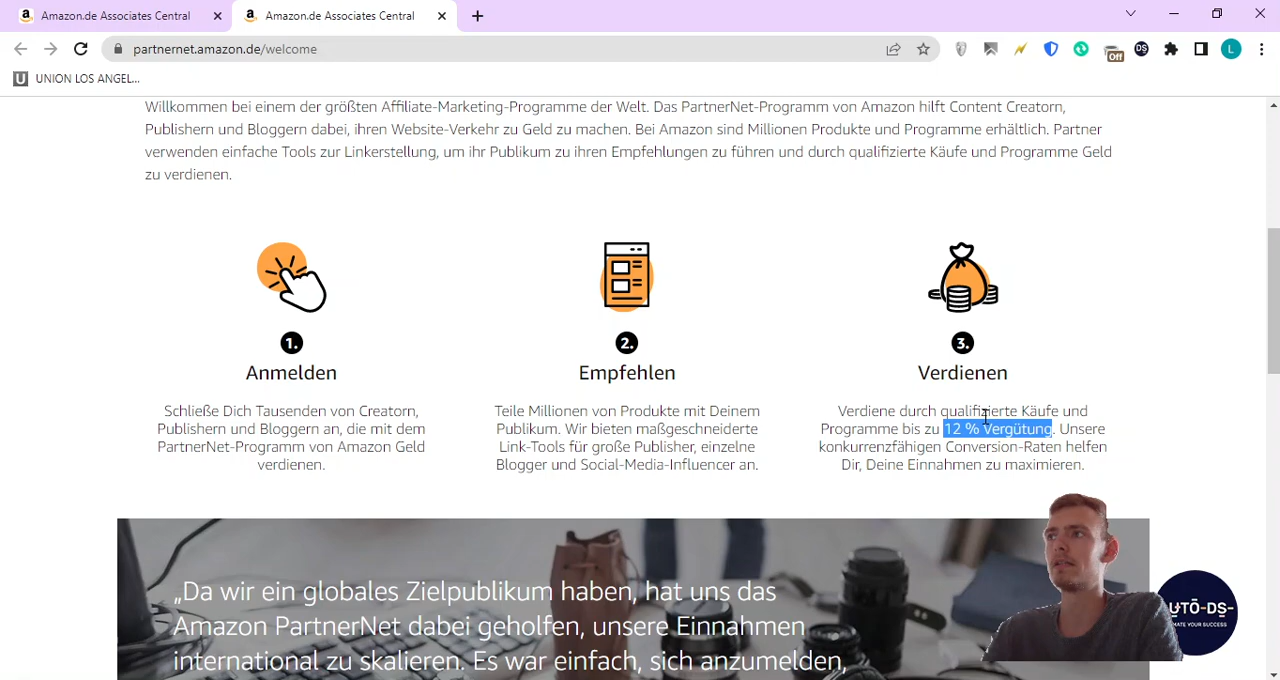 Amazon.de Associates Central
Amazon.de Associates Central
partnernet.amazon.de/welcome
Off
DS
L
U UNION LOS ANGEL...
Willkommen bei einem der größten Affiliate-Marketing-Programme der Welt. Das PartnerNet-Programm von Amazon hilft Content Creatorn,
Publishern und Bloggern dabei, ihren Website-Verkehr zu Geld zu machen. Bei Amazon sind Millionen Produkte und Programme erhältlich. Partner
verwenden einfache Tools zur Linkerstellung, um ihr Publikum zu ihren Empfehlungen zu führen und durch qualifizierte Käufe und Programme Geld
zu verdienen.
1.
Anmelden
Schließe Dich Tausenden von Creatorn,
Publishern und Bloggern an, die mit dem
PartnerNet-Programm von Amazon Geld
verdienen.
2.
Empfehlen
Teile Millionen von Produkte mit Deinem
Publikum. Wir bieten maßgeschneiderte
Link-Tools für große Publisher, einzelne
Blogger und Social-Media-Influencer an.
3.
Verdienen
Verdiene durch qualifizierte Käufe und
Programme bis zu 12 % Vergütung. Unsere
konkurrenzfähigen Conversion-Raten helfen
Dir, Deine Einnahmen zu maximieren.
„Da wir ein globales Zielpublikum haben, hat uns das
Amazon PartnerNet dabei geholfen, unsere Einnahmen
international zu skalieren. Es war einfach, sich anzumelden,
UTŌ-DS-
MATE YOUR SUCCESS